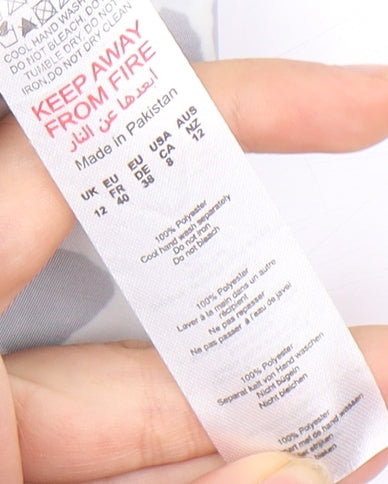 COOL HAND WASH
DO NOT BLEACH, DO
TUMBLE DRY, DO NOT
IRON, DO NOT DRY CLEAN
KEEP AWAY
FROM FIRE
ابعدها عن النار
Made in Pakistan
UK EU EU USA AUS
FR DE CA NZ
12 40 38 8 12
100% Polyester
Cool hand wash separately
Do not iron
Do not bleach
100% Polyester
Laver à la main dans un autre
récipient
Ne pas repasser
Ne pas passer à l'eau de javel
100% Polyester
Separat kalt von Hand waschen
Nicht bügeln
Nicht bleichen
100% Polyester
met de hand wassen